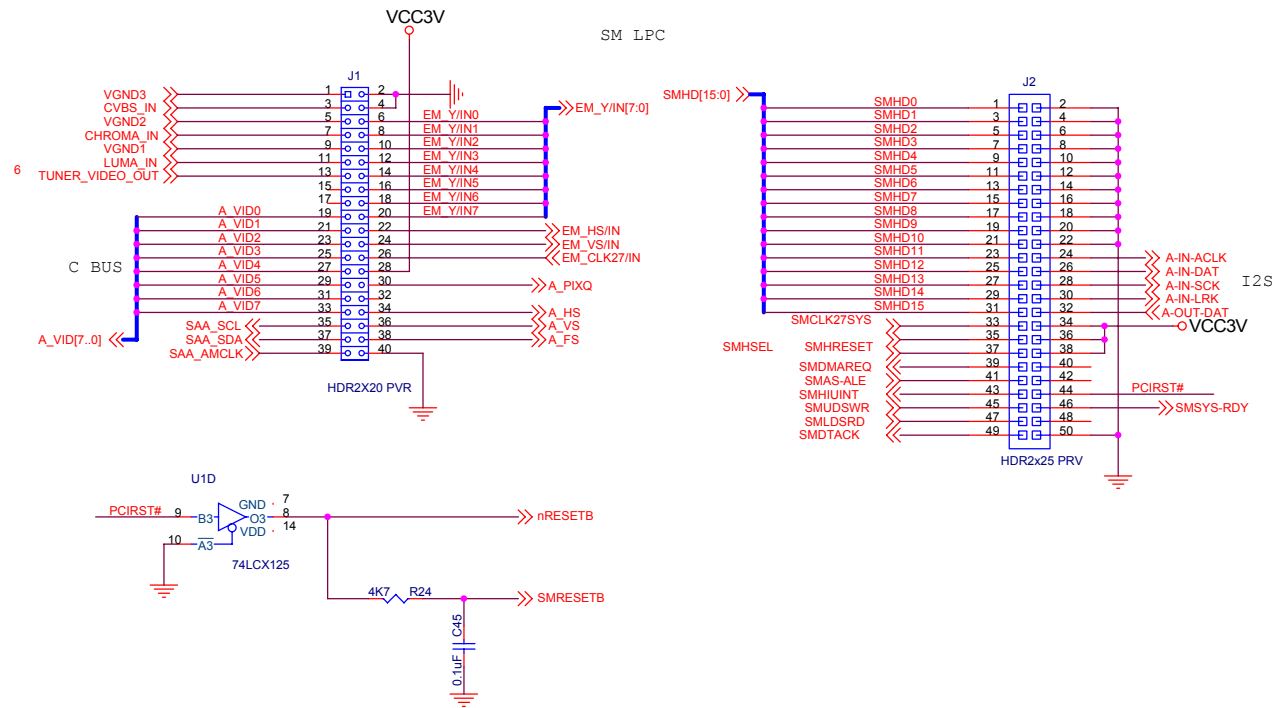 VCC3V
SM LPC
J1
VGND3 1 2
CVBS_IN 3 4
VGND2 5 6 EM_Y/IN0 EM_Y/IN[7:0]
CHROMA_IN 7 8 EM_Y/IN1
VGND1 9 10 EM_Y/IN2
LUMA_IN 11 12 EM_Y/IN3
6 TUNER_VIDEO_OUT 13 14 EM_Y/IN4
15 16 EM_Y/IN5
17 18 EM_Y/IN6
A_VID0 19 20 EM_Y/IN7
A_VID1 21 22 EM_HS/IN
A_VID2 23 24 EM_VS/IN
A_VID3 25 26 EM_CLK27/IN
C BUS A_VID4 27 28
A_VID5 29 30 A_PIXQ
A_VID6 31 32
A_VID7 33 34 A_HS
SAA_SCL 35 36 A_VS
A_VID[7..0] SAA_SDA 37 38 A_FS
SAA_AMCLK 39 40
HDR2X20 PVR
J2
SMHD[15:0]
SMHD0 1 2
SMHD1 3 4
SMHD2 5 6
SMHD3 7 8
SMHD4 9 10
SMHD5 11 12
SMHD6 13 14
SMHD7 15 16
SMHD8 17 18
SMHD9 19 20
SMHD10 21 22
SMHD11 23 24 A-IN-ACLK
SMHD12 25 26 A-IN-DAT
SMHD13 27 28 A-IN-SCK I2S
SMHD14 29 30 A-IN-LRK
SMHD15 31 32 A-OUT-DAT
SMCLK27SYS 33 34 VCC3V
35 36
SMHSEL SMHRESET 37 38
SMDMAREQ 39 40
SMAS-ALE 41 42
SMHIUINT 43 44 PCIRST#
SMUDSWR 45 46 SMSYS-RDY
SMLDSRD 47 48
SMDTACK 49 50
HDR2x25 PRV
U1D
GND 7
PCIRST# 9 B3 O3 8 nRESETB
VDD 14
10 A3
74LCX125
4K7 R24 SMRESETB
C45
0.1uF